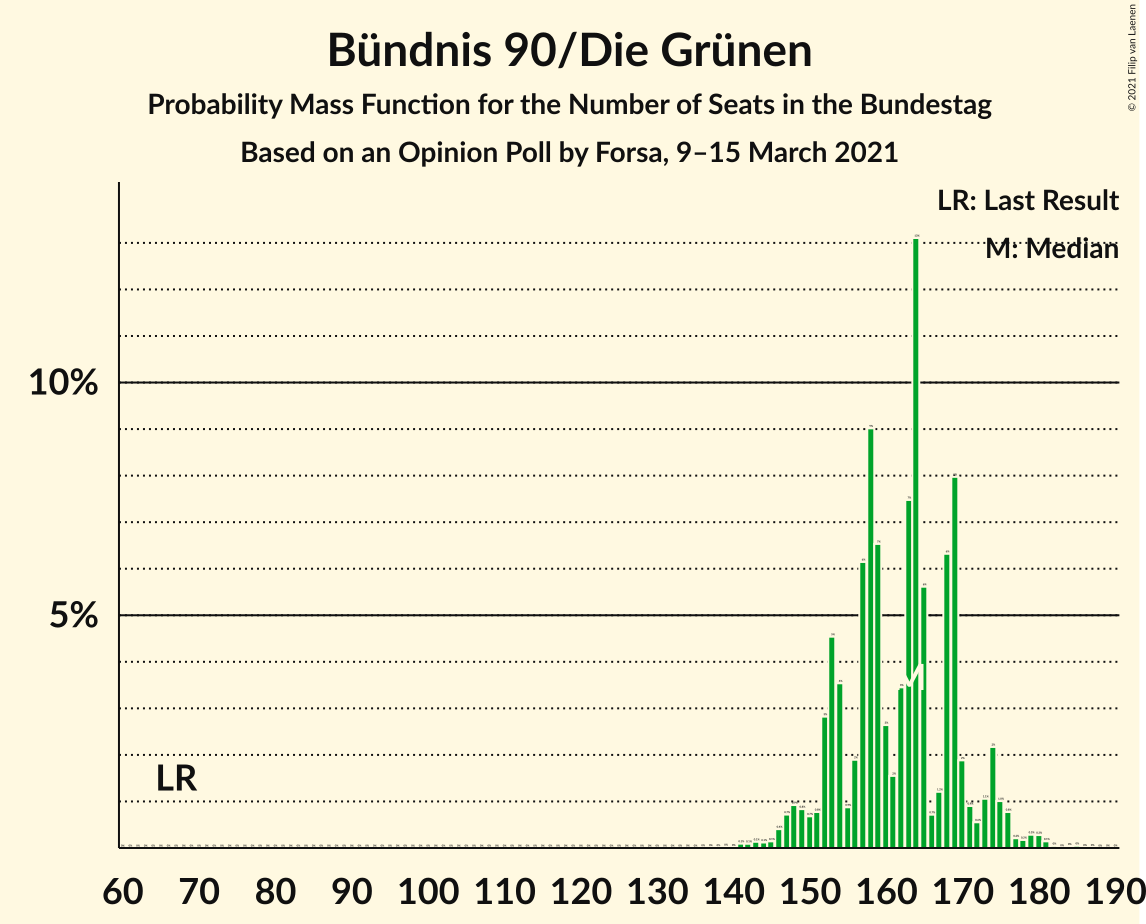 Bündnis 90/Die Grünen
Probability Mass Function for the Number of Seats in the Bundestag
Based on an Opinion Poll by Forsa, 9–15 March 2021
© 2021 Filip van Laenen
LR: Last Result
M: Median
10%
5%
LR
M
60 70 80 90 100 110 120 130 140 150 160 170 180 190